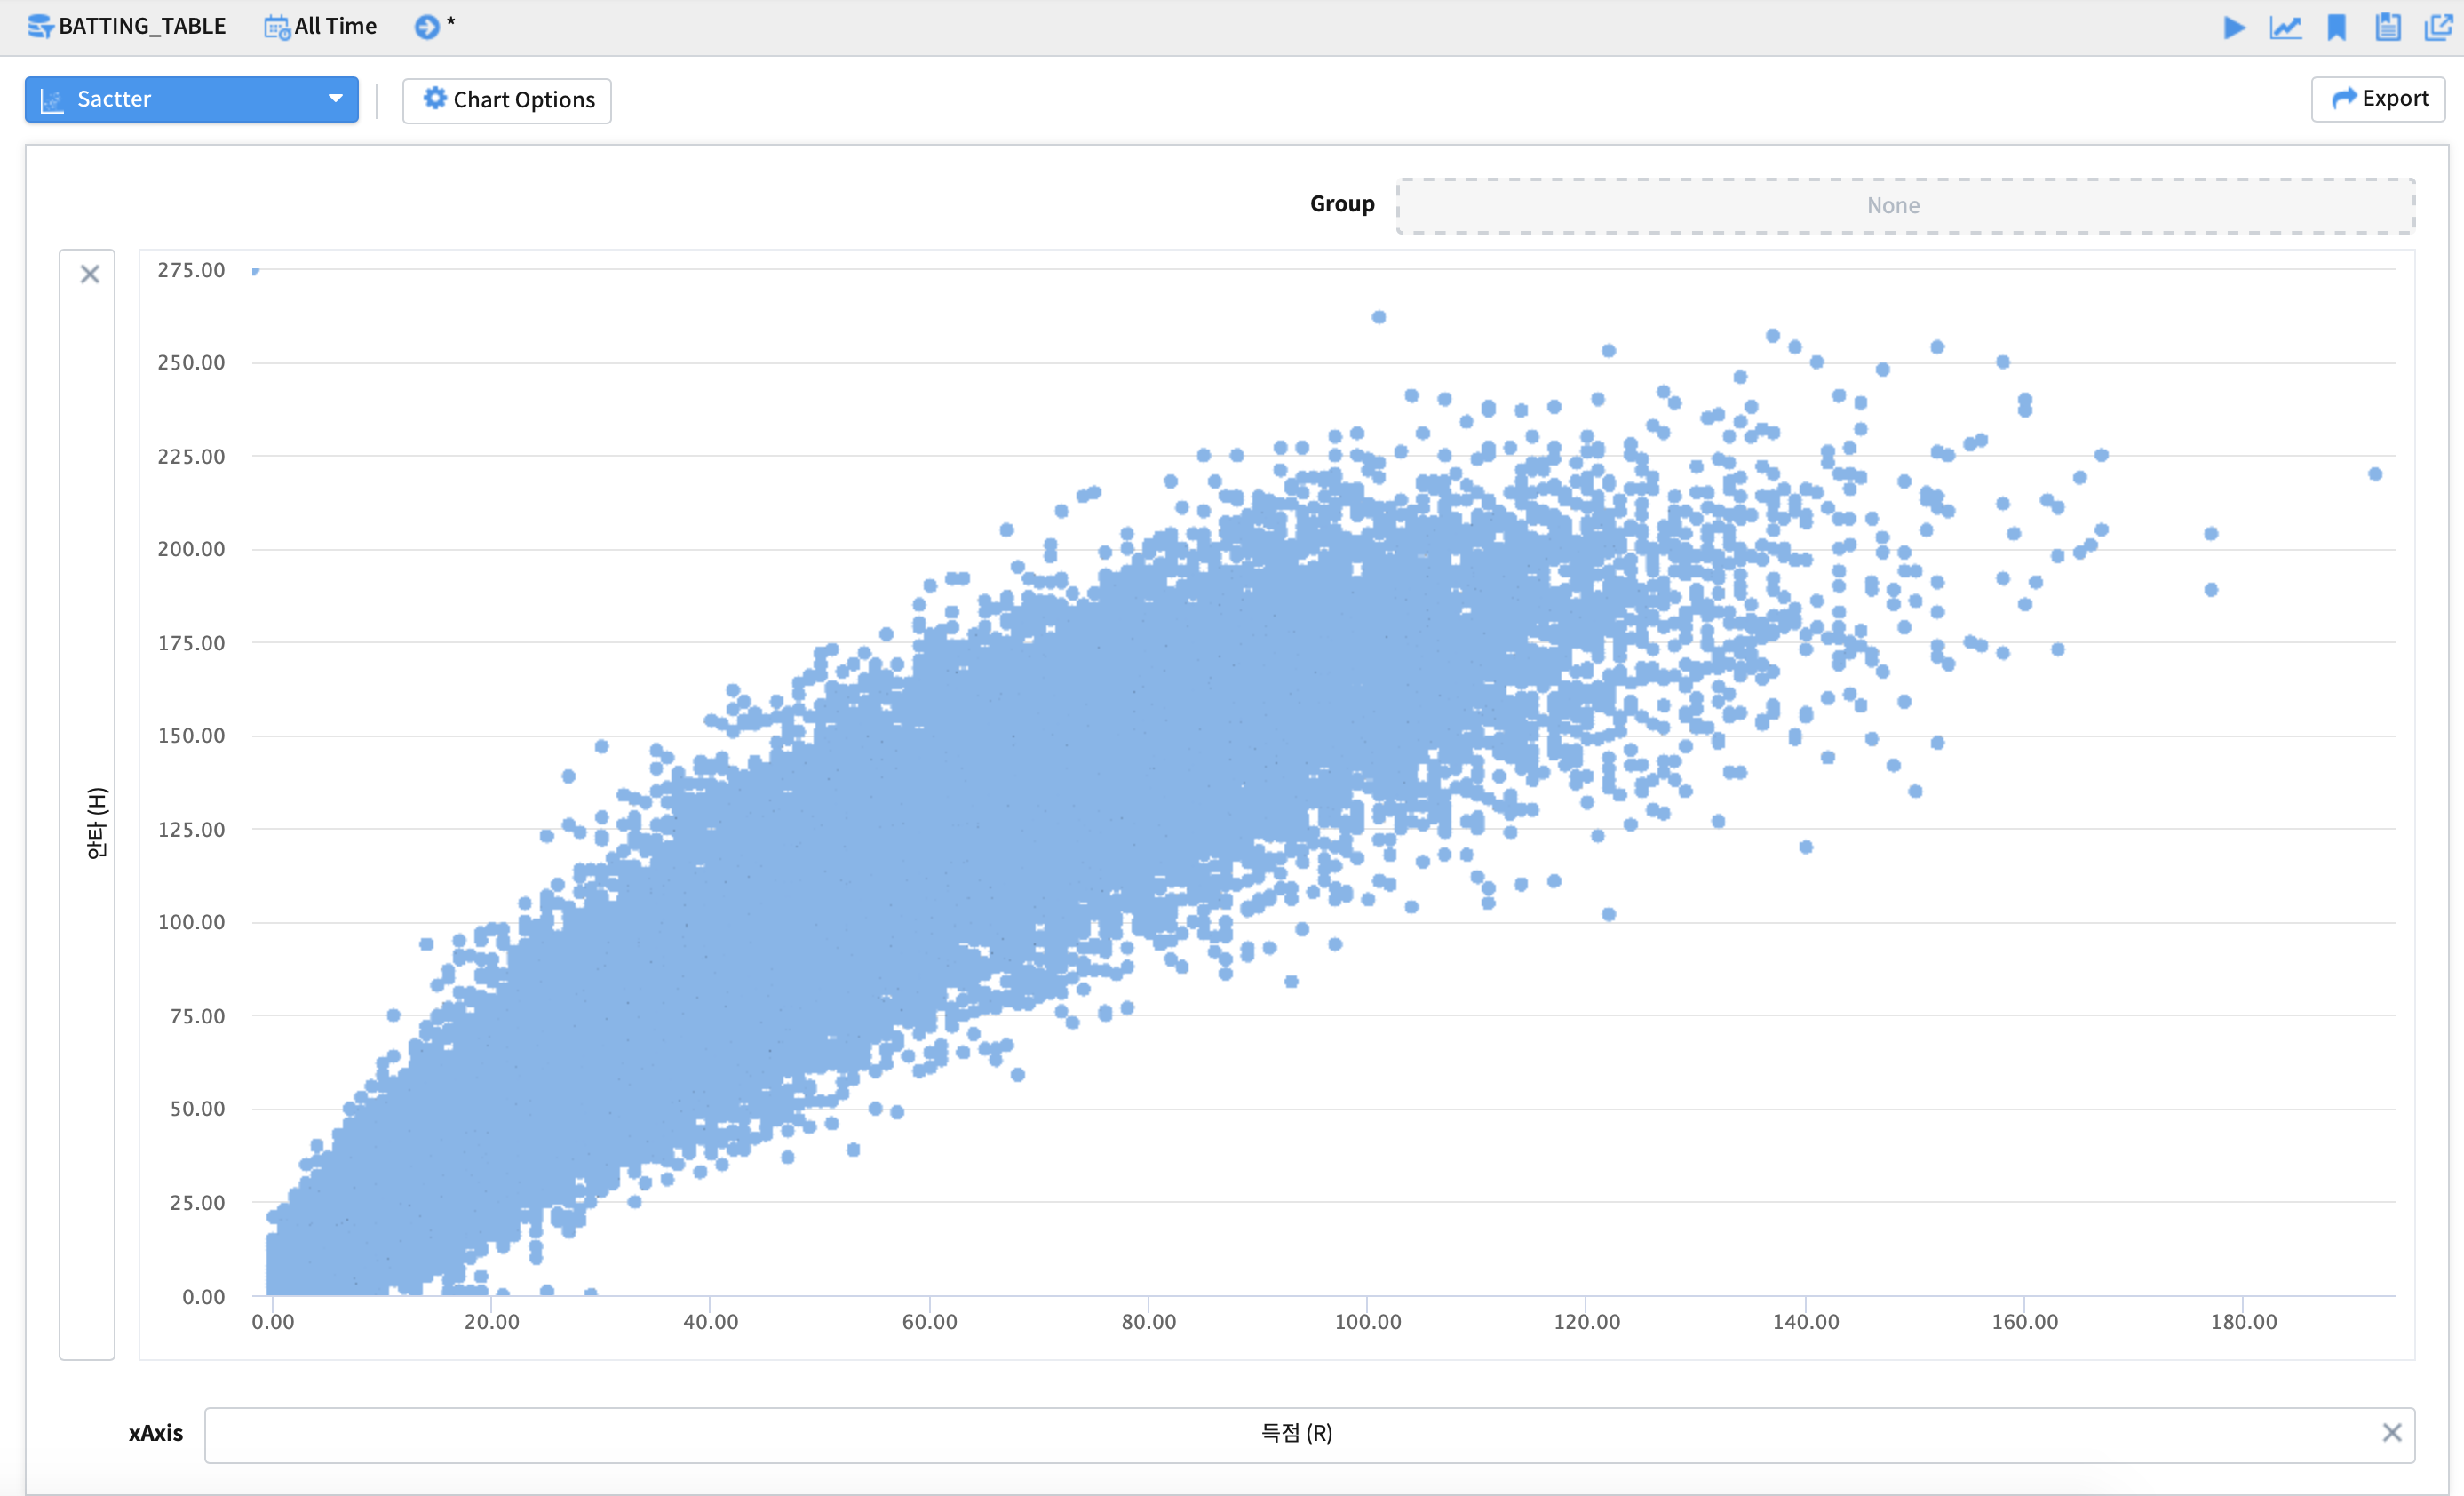 BATTING_TABLE All Time *
Sactter Chart Options Export
Group None
275.00
250.00
225.00
200.00
175.00
150.00
125.00
100.00
75.00
50.00
25.00
0.00
안타 (H)
0.00 20.00 40.00 60.00 80.00 100.00 120.00 140.00 160.00 180.00
xAxis 득점 (R)